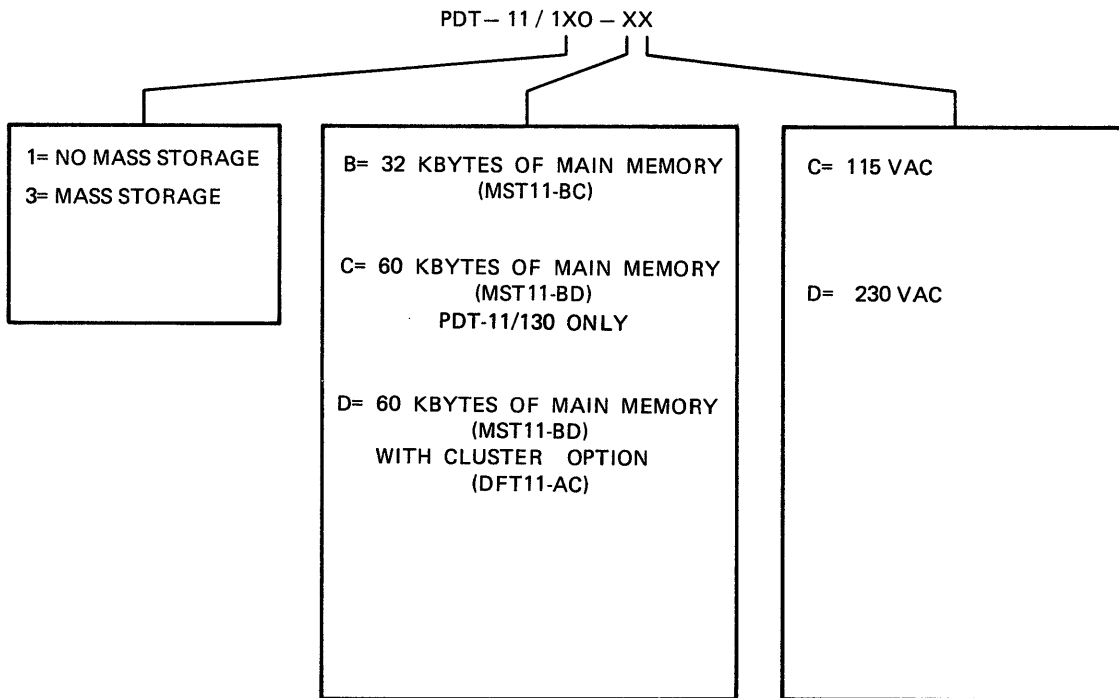 PDT– 11 / 1XO – XX
1= NO MASS STORAGE
3= MASS STORAGE
B= 32 KBYTES OF MAIN MEMORY
(MST11-BC)
C= 60 KBYTES OF MAIN MEMORY
(MST11-BD)
PDT-11/130 ONLY
D= 60 KBYTES OF MAIN MEMORY
(MST11-BD)
WITH CLUSTER OPTION
(DFT11-AC)
C= 115 VAC
D= 230 VAC